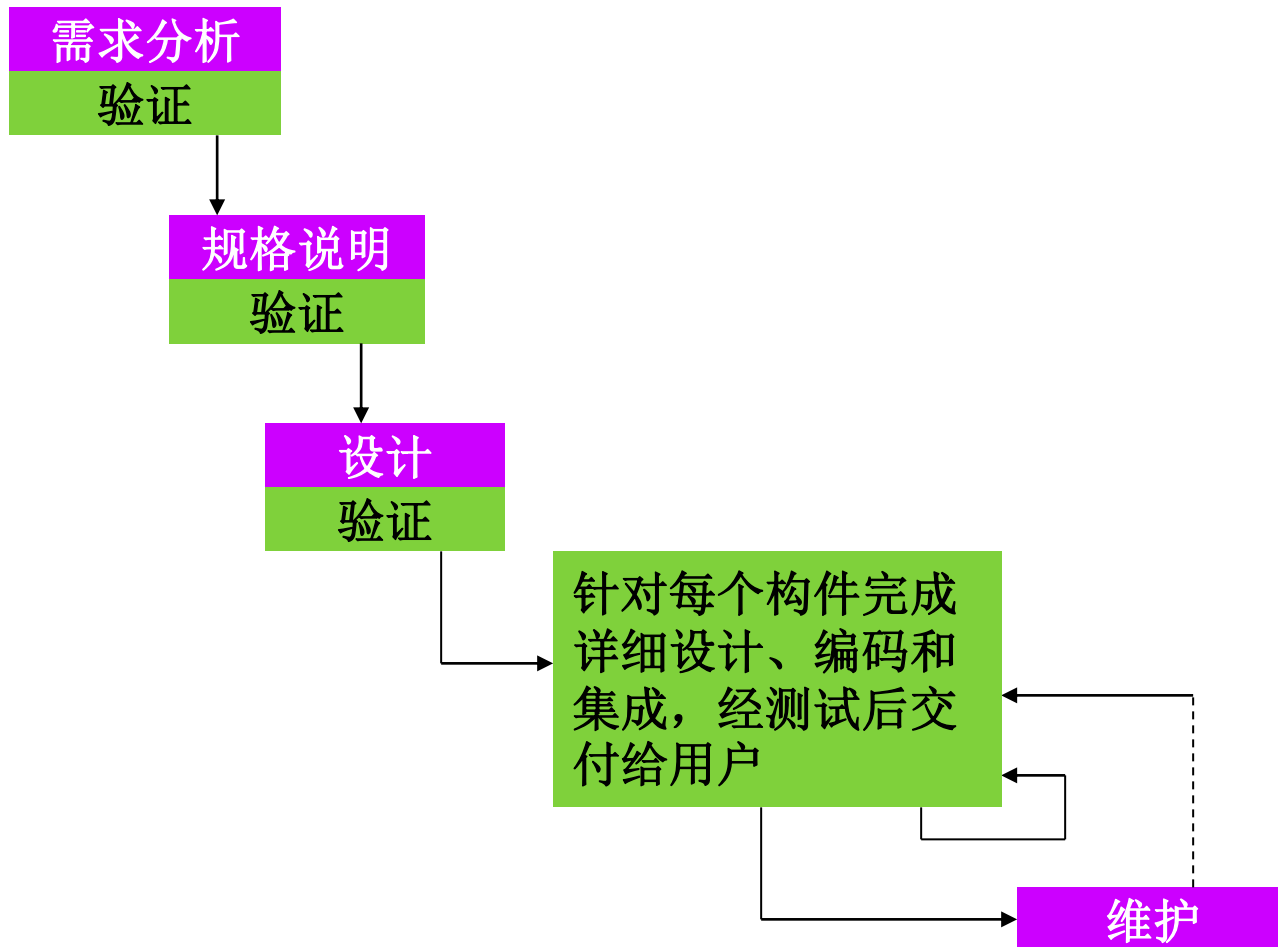 需求分析
验证
规格说明
验证
设计
验证
针对每个构件完成
详细设计、编码和
集成，经测试后交
付给用户
维护